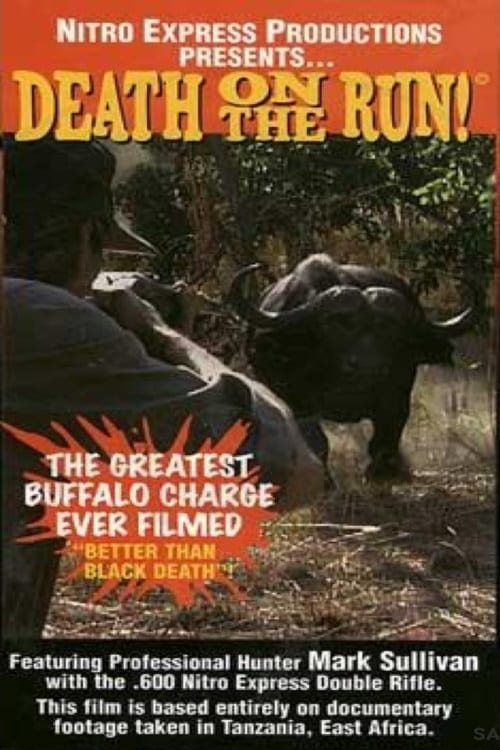 NITRO EXPRESS PRODUCTIONS
PRESENTS...
DEATH ON THE RUN!©
THE GREATEST
BUFFALO CHARGE
EVER FILMED
"BETTER THAN
BLACK DEATH"!
Featuring Professional Hunter Mark Sullivan
with the .600 Nitro Express Double Rifle.
This film is based entirely on documentary
footage taken in Tanzania, East Africa.
SA